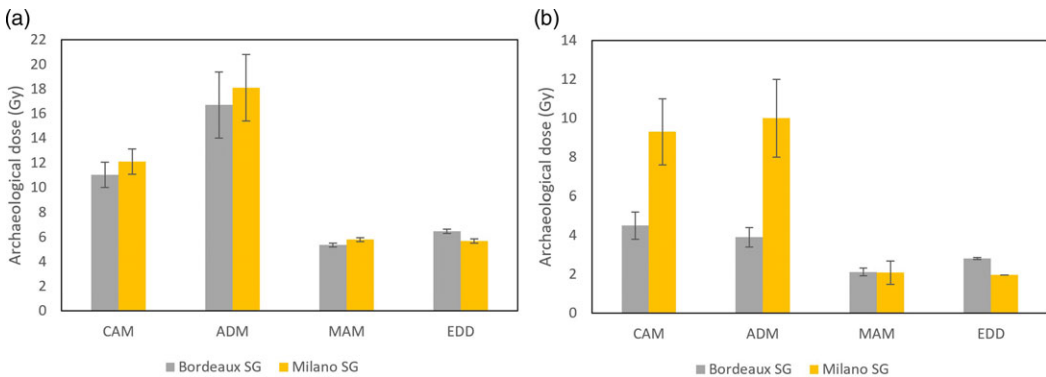 (a)
Archaeological dose (Gy)
22
20
18
16
14
12
10
8
6
4
2
0
CAM ADM MAM EDD
Bordeaux SG Milano SG
(b)
Archaeological dose (Gy)
14
12
10
8
6
4
2
0
CAM ADM MAM EDD
Bordeaux SG Milano SG